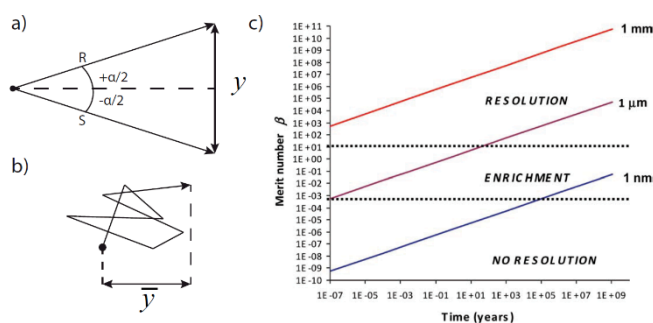 a)
R
+α/2
-α/2
S
y
b)
y̅
c)
Merit number β
1E+11
1E+10
1E+09
1E+08
1E+07
1E+06
1E+05
1E+04
1E+03
1E+02
1E+01
1E+00
1E-01
1E-02
1E-03
1E-04
1E-05
1E-06
1E-07
1E-08
1E-09
1E-10
1 mm
RESOLUTION
1 μm
ENRICHMENT
1 nm
NO RESOLUTION
1E-07 1E-05 1E-03 1E-01 1E+01 1E+03 1E+05 1E+07 1E+09
Time (years)